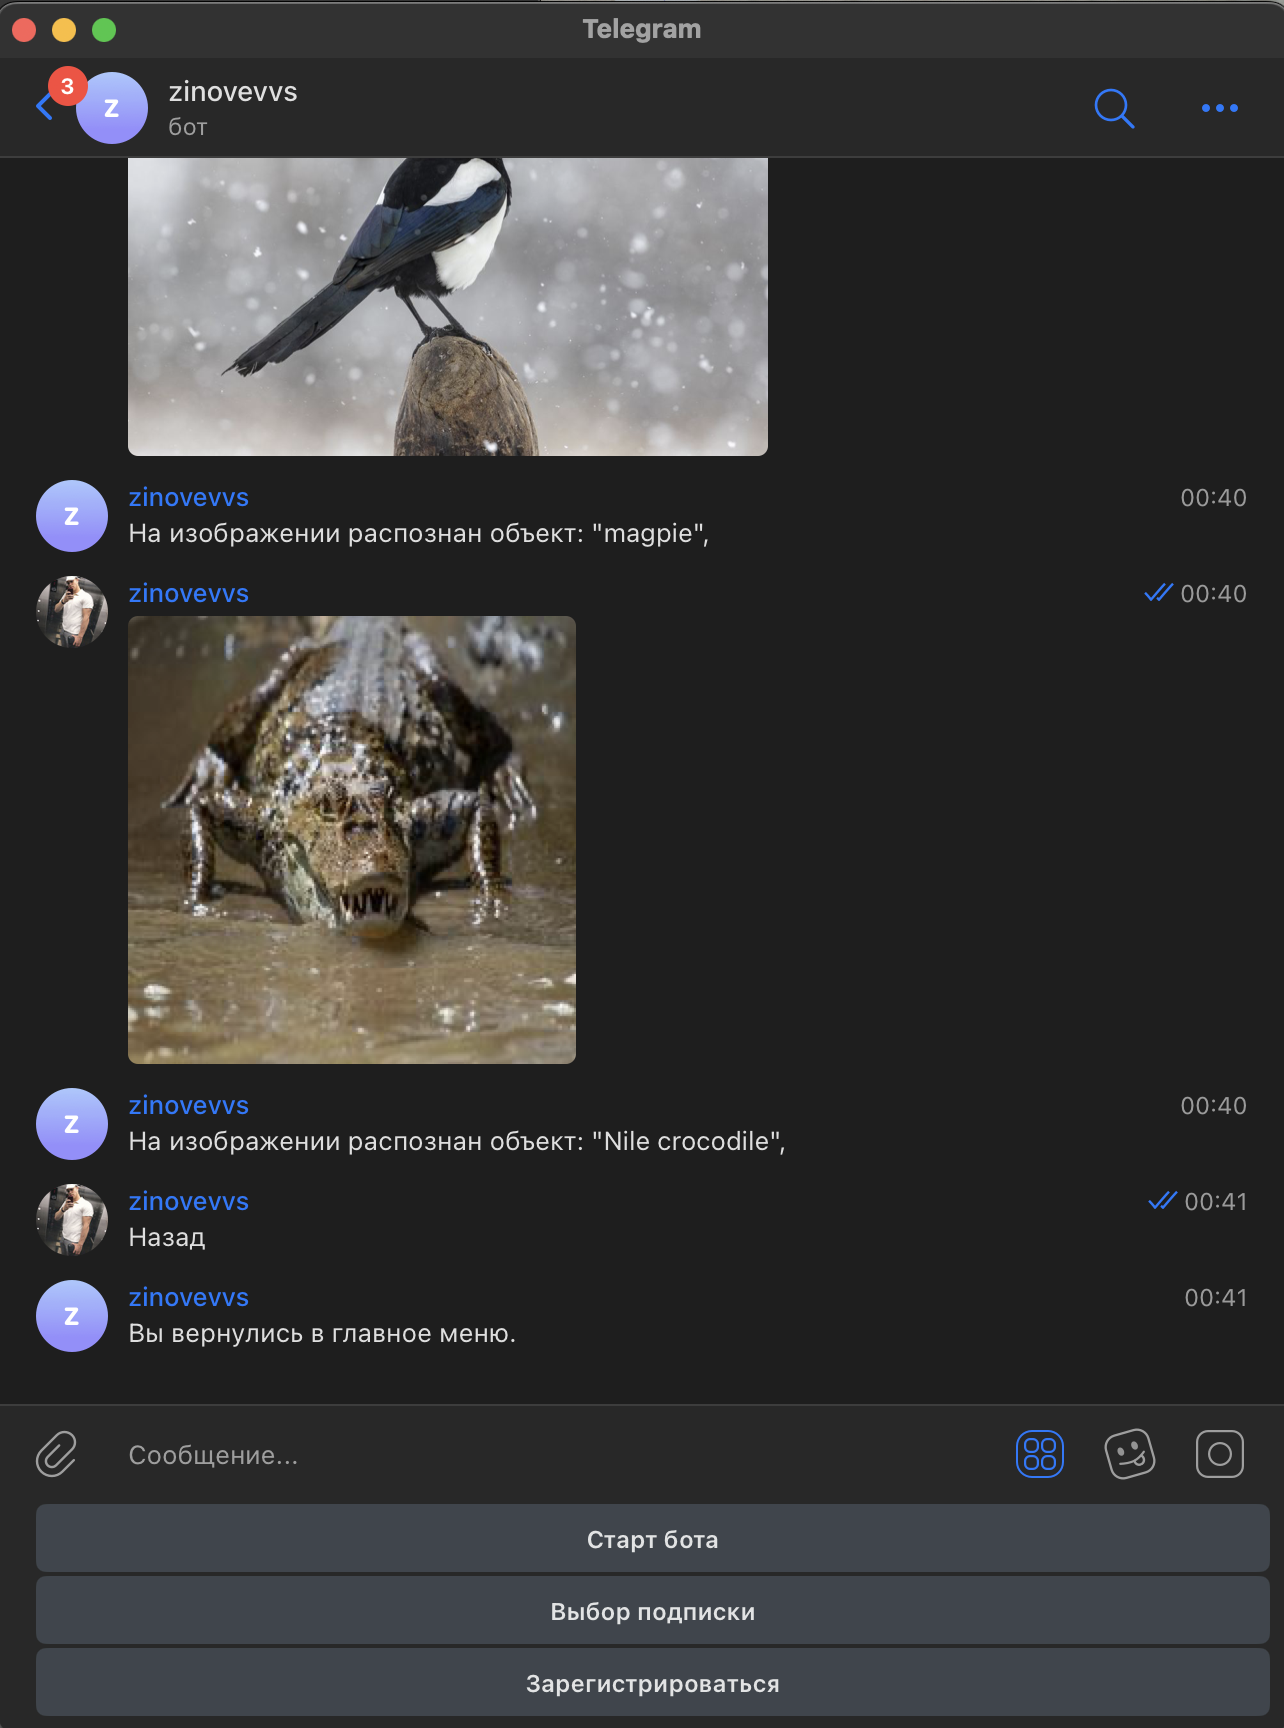 Telegram
3
z
zinovevvs
бот
z
zinovevvs
00:40
На изображении распознан объект: "magpie",
zinovevvs
00:40
z
zinovevvs
00:40
На изображении распознан объект: "Nile crocodile",
zinovevvs
00:41
Назад
z
zinovevvs
00:41
Вы вернулись в главное меню.
Сообщение...
Старт бота
Выбор подписки
Зарегистрироваться